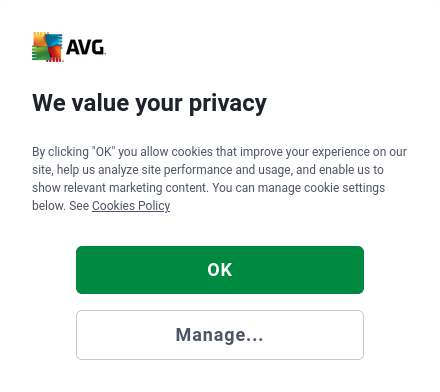 AVG
We value your privacy
By clicking "OK" you allow cookies that improve your experience on our
site, help us analyze site performance and usage, and enable us to
show relevant marketing content. You can manage cookie settings
below. See Cookies Policy
OK
Manage...